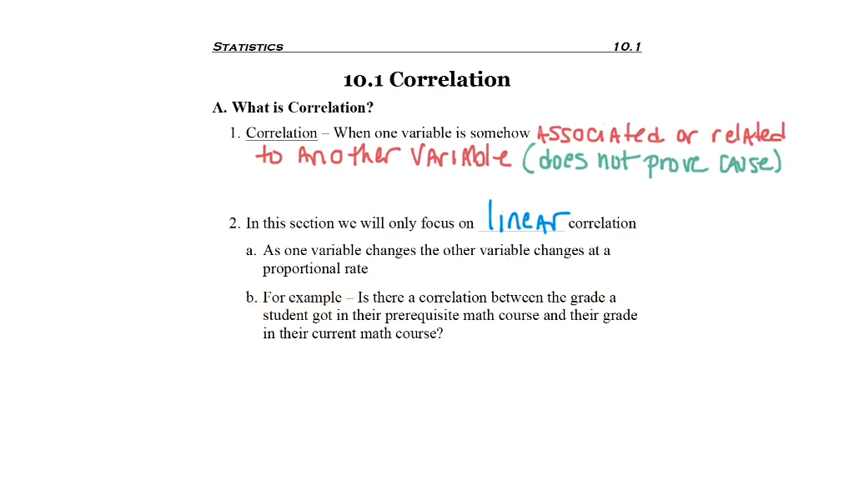 STATISTICS 10.1
10.1 Correlation
A. What is Correlation?
1. Correlation – When one variable is somehow ASSOCIATED or related
to Another VARIABLE (does not prove CAUSE)
2. In this section we will only focus on linear correlation
a. As one variable changes the other variable changes at a
proportional rate
b. For example – Is there a correlation between the grade a
student got in their prerequisite math course and their grade
in their current math course?